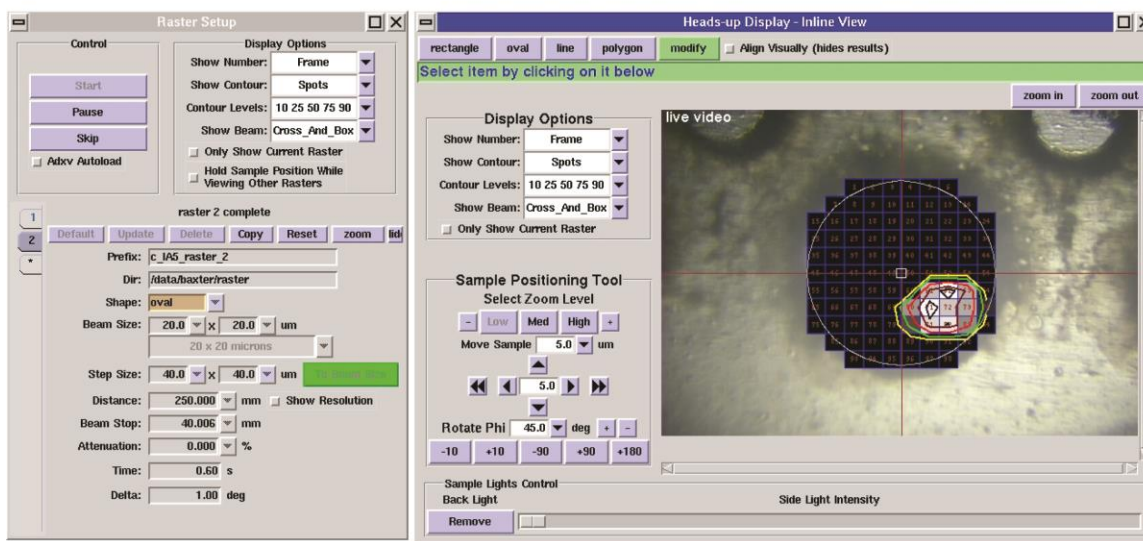 Raster Setup
Control
Start
Pause
Skip
Adxv Autoload
Display Options
Show Number: Frame
Show Contour: Spots
Contour Levels: 10 25 50 75 90
Show Beam: Cross_And_Box
Only Show Current Raster
Hold Sample Position While
Viewing Other Rasters
1
2
*
raster 2 complete
Default Update Delete Copy Reset zoom
Prefix: c_IA5_raster_2
Dir: /data/baxter/raster
Shape: oval
Beam Size: 20.0 x 20.0 um
20 x 20 microns
Step Size: 40.0 x 40.0 um
Distance: 250.000 mm Show Resolution
Beam Stop: 40.006 mm
Attenuation: 0.000 %
Time: 0.60 s
Delta: 1.00 deg
Heads-up Display - Inline View
rectangle oval line polygon modify Align Visually (hides results)
Select item by clicking on it below
zoom in zoom out
Display Options
Show Number: Frame
Show Contour: Spots
Contour Levels: 10 25 50 75 90
Show Beam: Cross_And_Box
Only Show Current Raster
Sample Positioning Tool
Select Zoom Level
- Low Med High +
Move Sample 5.0 um
5.0
Rotate Phi 45.0 deg + -
-10 +10 -90 +90 +180
live video
Sample Lights Control
Back Light Side Light Intensity
Remove